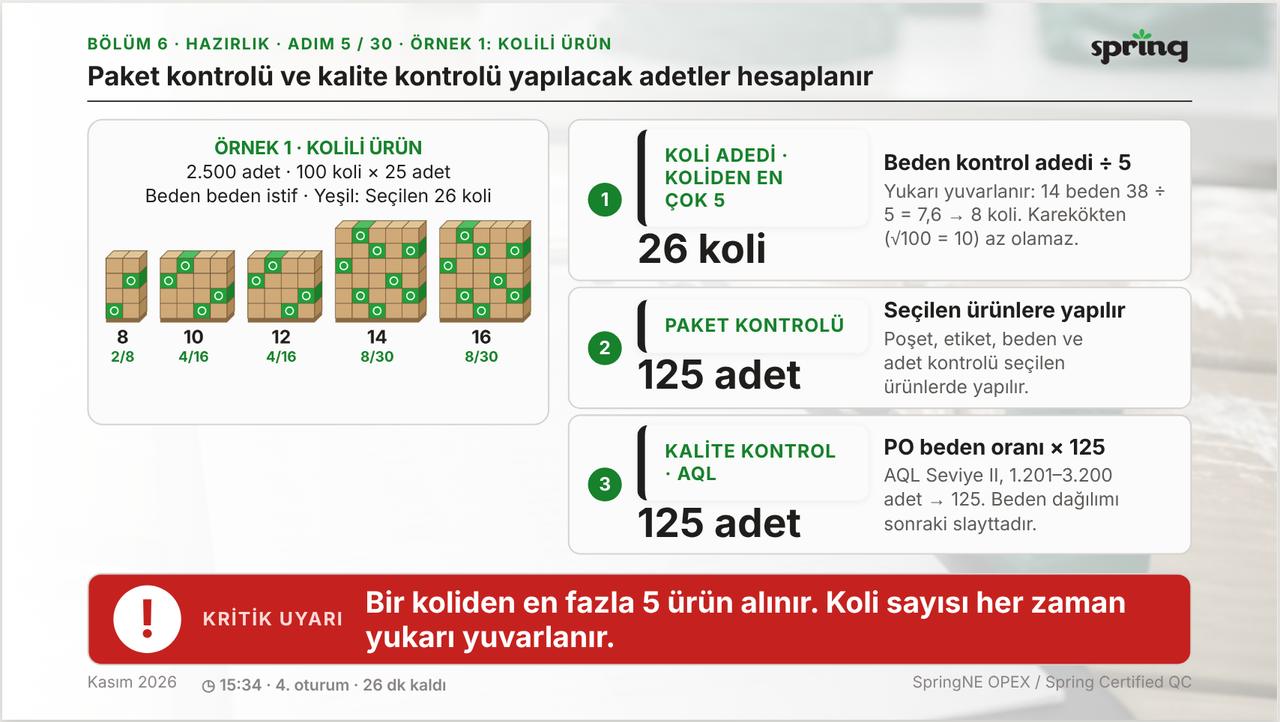 BÖLÜM 6 · HAZIRLIK · ADIM 5 / 30 · ÖRNEK 1: KOLİLİ ÜRÜN
spring
Paket kontrolü ve kalite kontrolü yapılacak adetler hesaplanır
ÖRNEK 1 · KOLİLİ ÜRÜN
2.500 adet · 100 koli × 25 adet
Beden beden istif · Yeşil: Seçilen 26 koli
8 10 12 14 16
2/8 4/16 4/16 8/30 8/30
1
KOLİ ADEDİ ·
KOLİDEN EN
ÇOK 5
26 koli
Beden kontrol adedi ÷ 5
Yukarı yuvarlanır: 14 beden 38 ÷
5 = 7,6 → 8 koli. Karekökten
(√100 = 10) az olamaz.
2
PAKET KONTROLÜ
125 adet
Seçilen ürünlere yapılır
Poşet, etiket, beden ve
adet kontrolü seçilen
ürünlerde yapılır.
3
KALİTE KONTROL
· AQL
125 adet
PO beden oranı × 125
AQL Seviye II, 1.201–3.200
adet → 125. Beden dağılımı
sonraki slayttadır.
!
KRİTİK UYARI
Bir koliden en fazla 5 ürün alınır. Koli sayısı her zaman
yukarı yuvarlanır.
Kasım 2026
15:34 · 4. oturum · 26 dk kaldı
SpringNE OPEX / Spring Certified QC